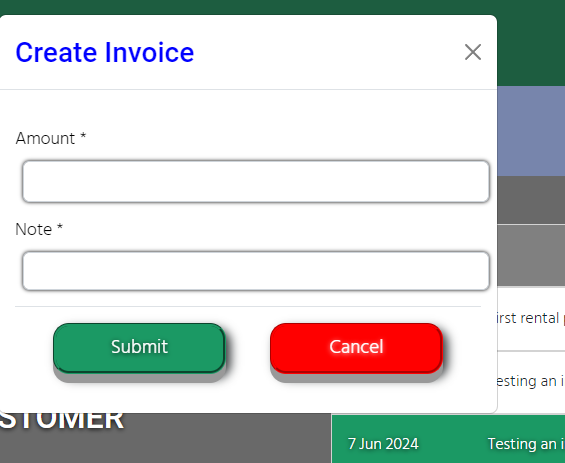 Create Invoice
Amount *
Note *
Submit
Cancel
irst rental
esting an i
STOMER
7 Jun 2024 Testing an i